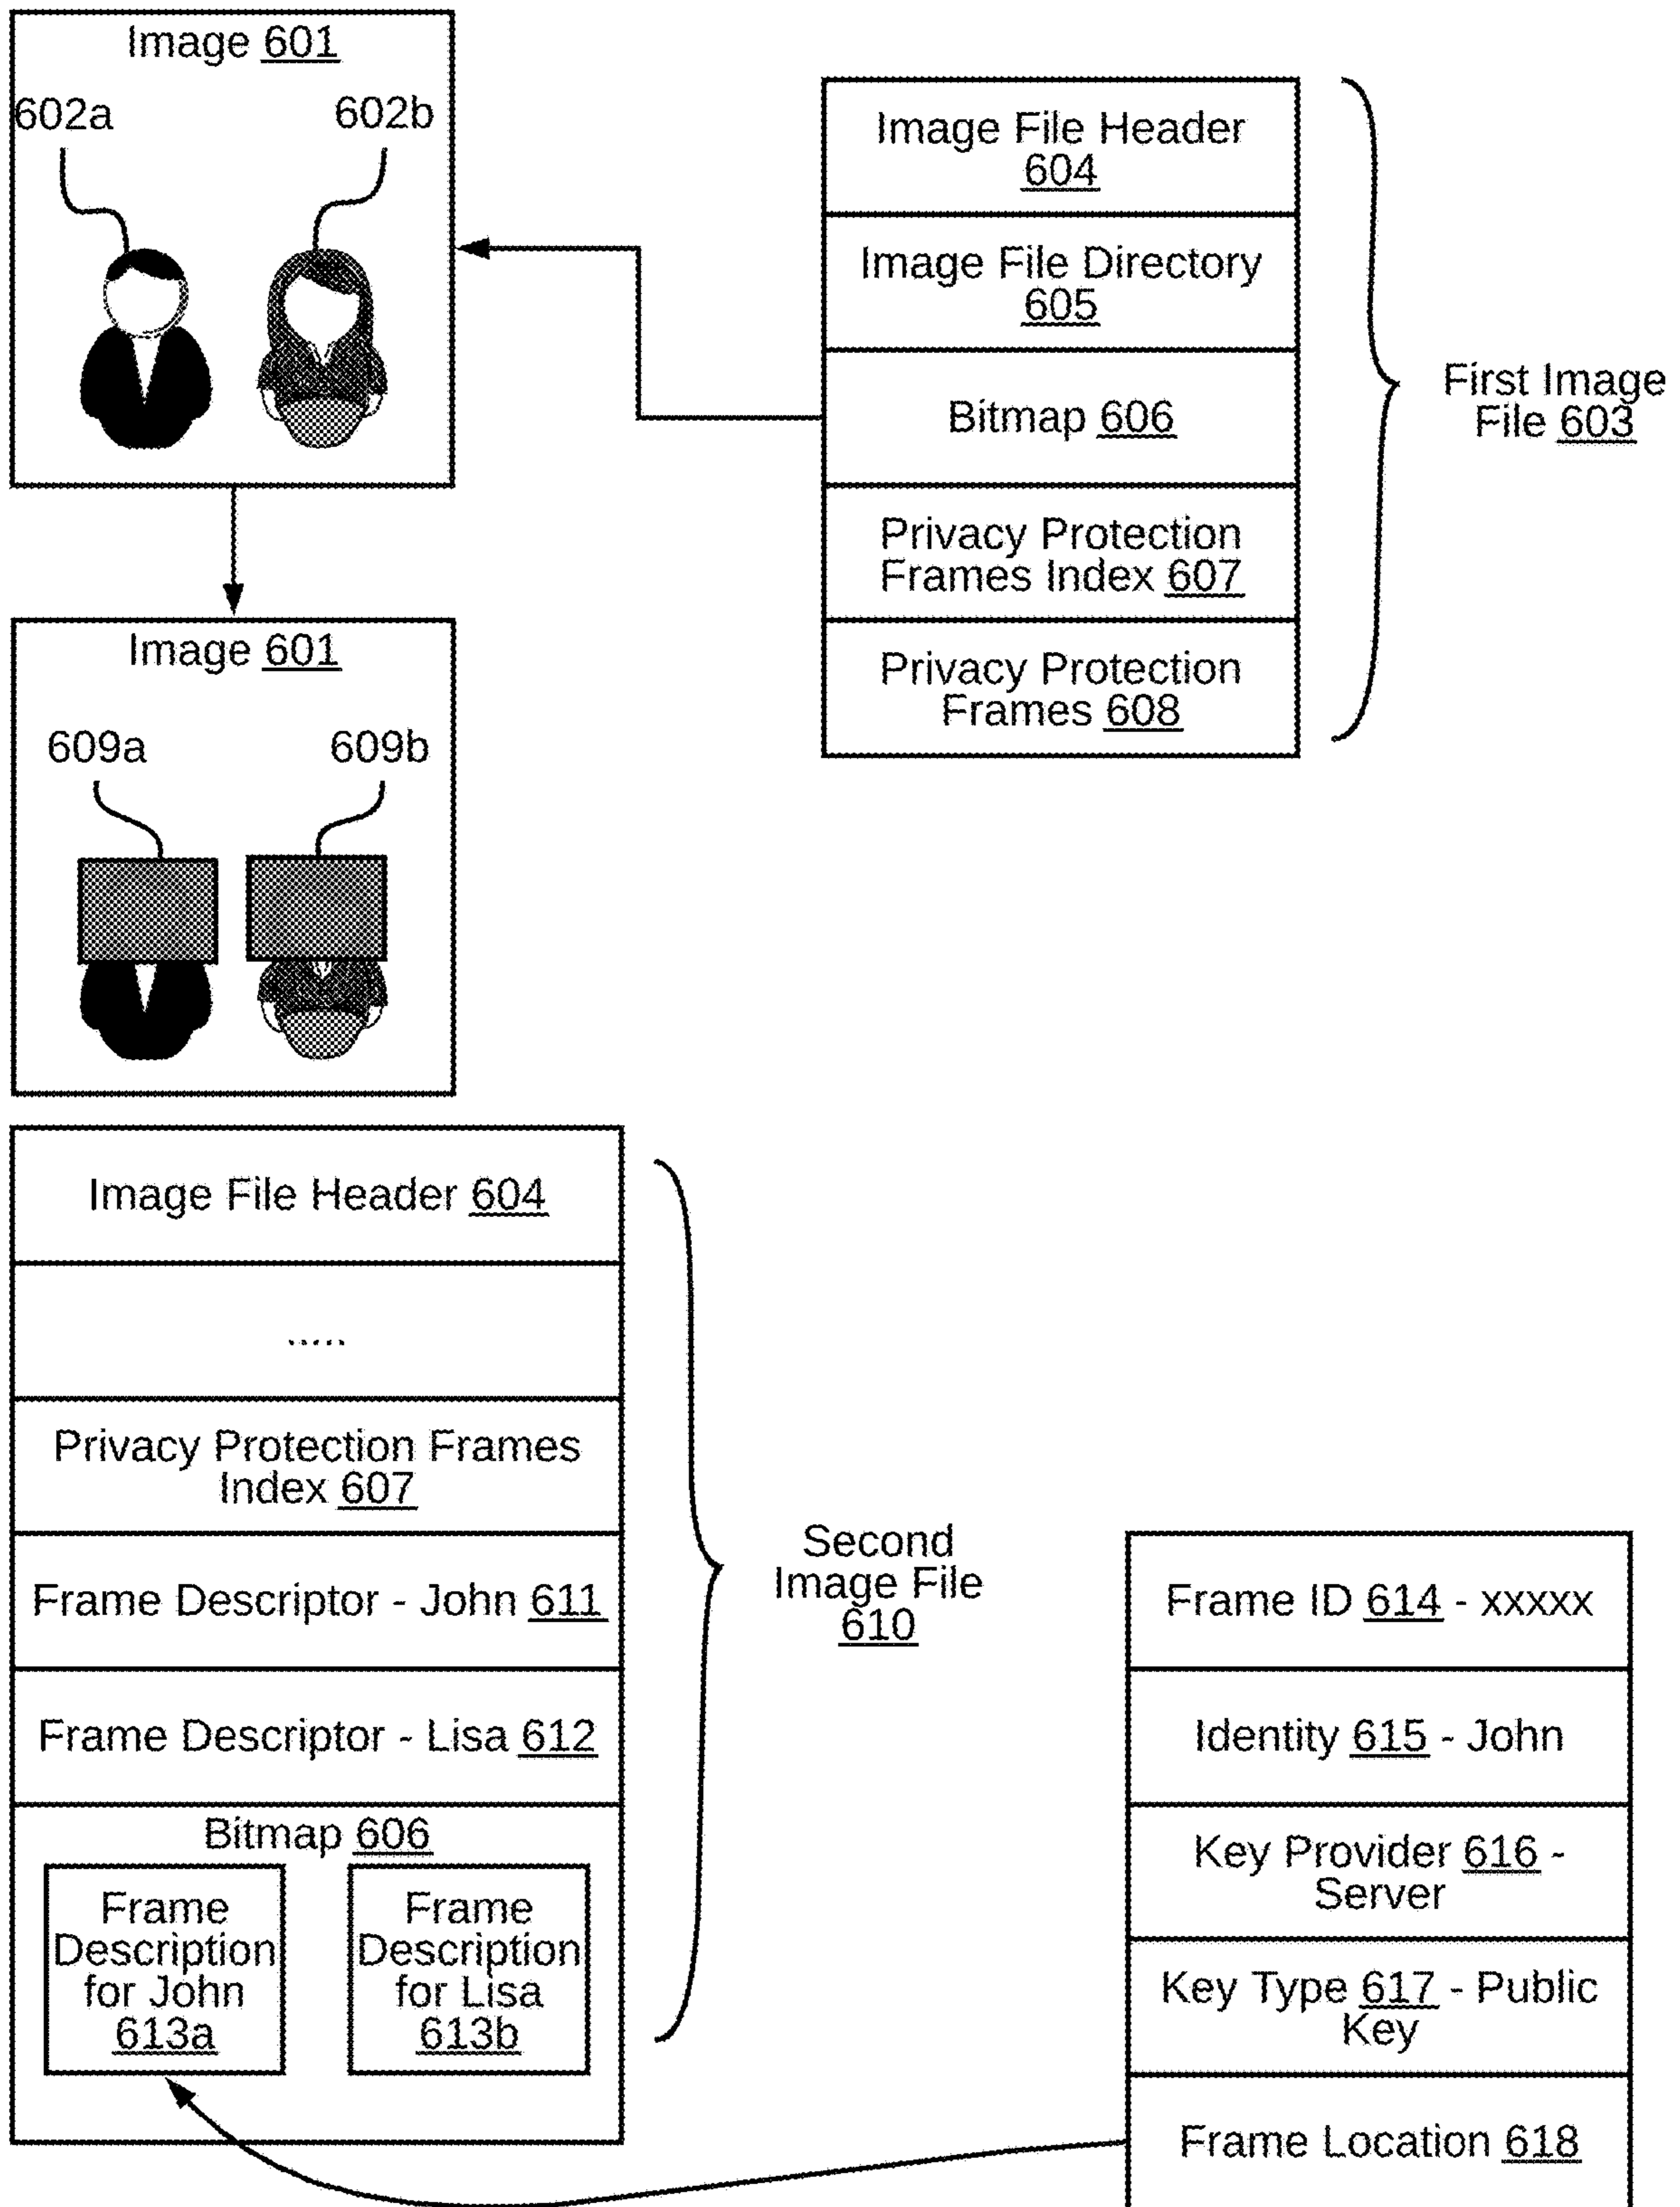 Image 601
602a
602b
Image File Header
604
Image File Directory
605
Bitmap 606
Privacy Protection
Frames Index 607
Privacy Protection
Frames 608
First Image
File 603
Image 601
609a
609b
Image File Header 604
.....
Privacy Protection Frames
Index 607
Frame Descriptor - John 611
Frame Descriptor - Lisa 612
Bitmap 606
Frame
Description
for John
613a
Frame
Description
for Lisa
613b
Second
Image File
610
Frame ID 614 - xxxxx
Identity 615 - John
Key Provider 616 -
Server
Key Type 617 - Public
Key
Frame Location 618